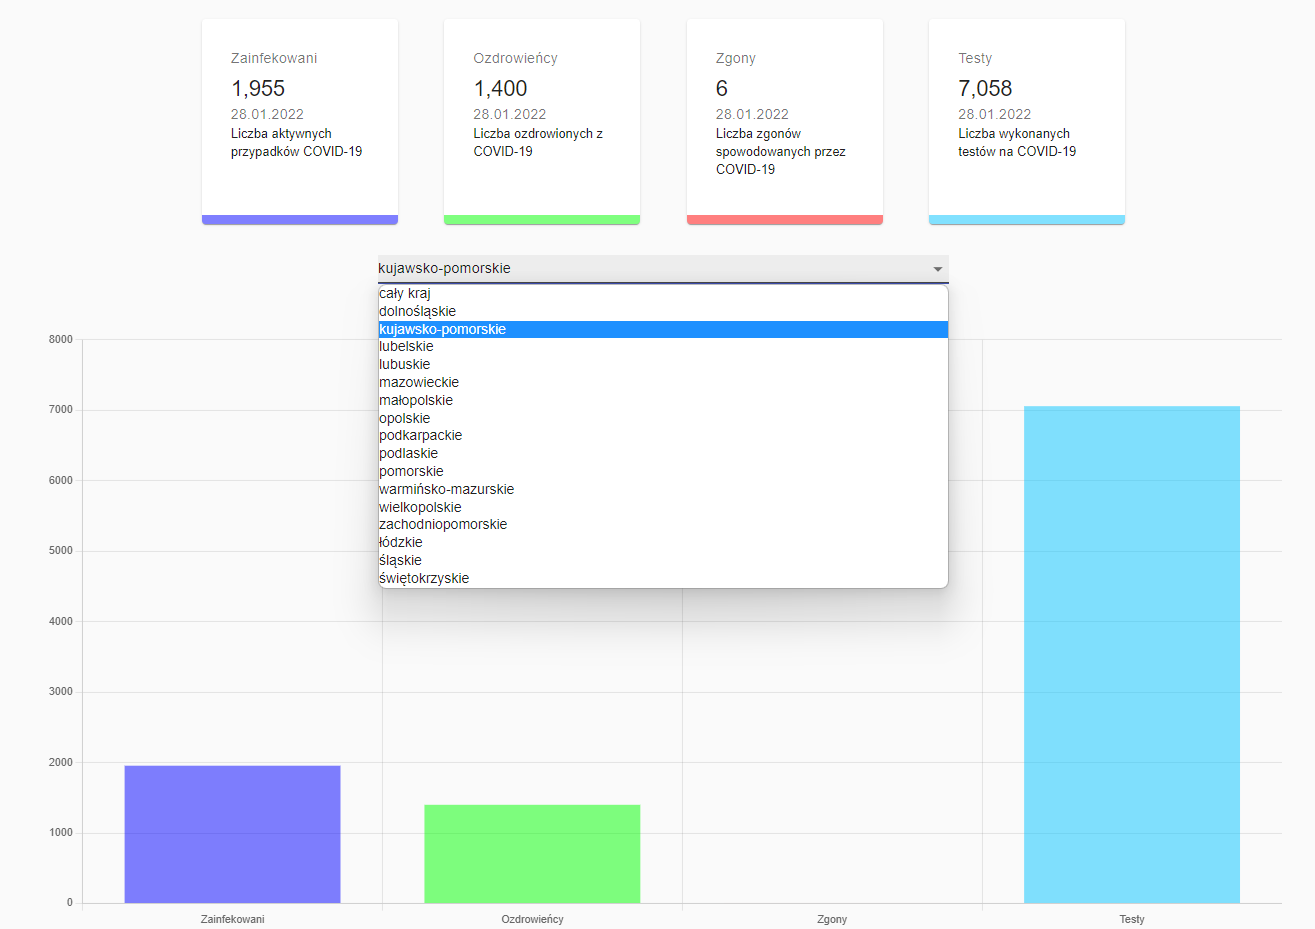 Zainfekowani
1,955
28.01.2022
Liczba aktywnych
przypadków COVID-19
Ozdrowieńcy
1,400
28.01.2022
Liczba ozdrowionych z
COVID-19
Zgony
6
28.01.2022
Liczba zgonów
spowodowanych przez
COVID-19
Testy
7,058
28.01.2022
Liczba wykonanych
testów na COVID-19
kujawsko-pomorskie
cały kraj
dolnośląskie
kujawsko-pomorskie
lubelskie
lubuskie
mazowieckie
małopolskie
opolskie
podkarpackie
podlaskie
pomorskie
warmińsko-mazurskie
wielkopolskie
zachodniopomorskie
łódzkie
śląskie
świętokrzyskie
8000
7000
6000
5000
4000
3000
2000
1000
0
Zainfekowani
Ozdrowieńcy
Zgony
Testy